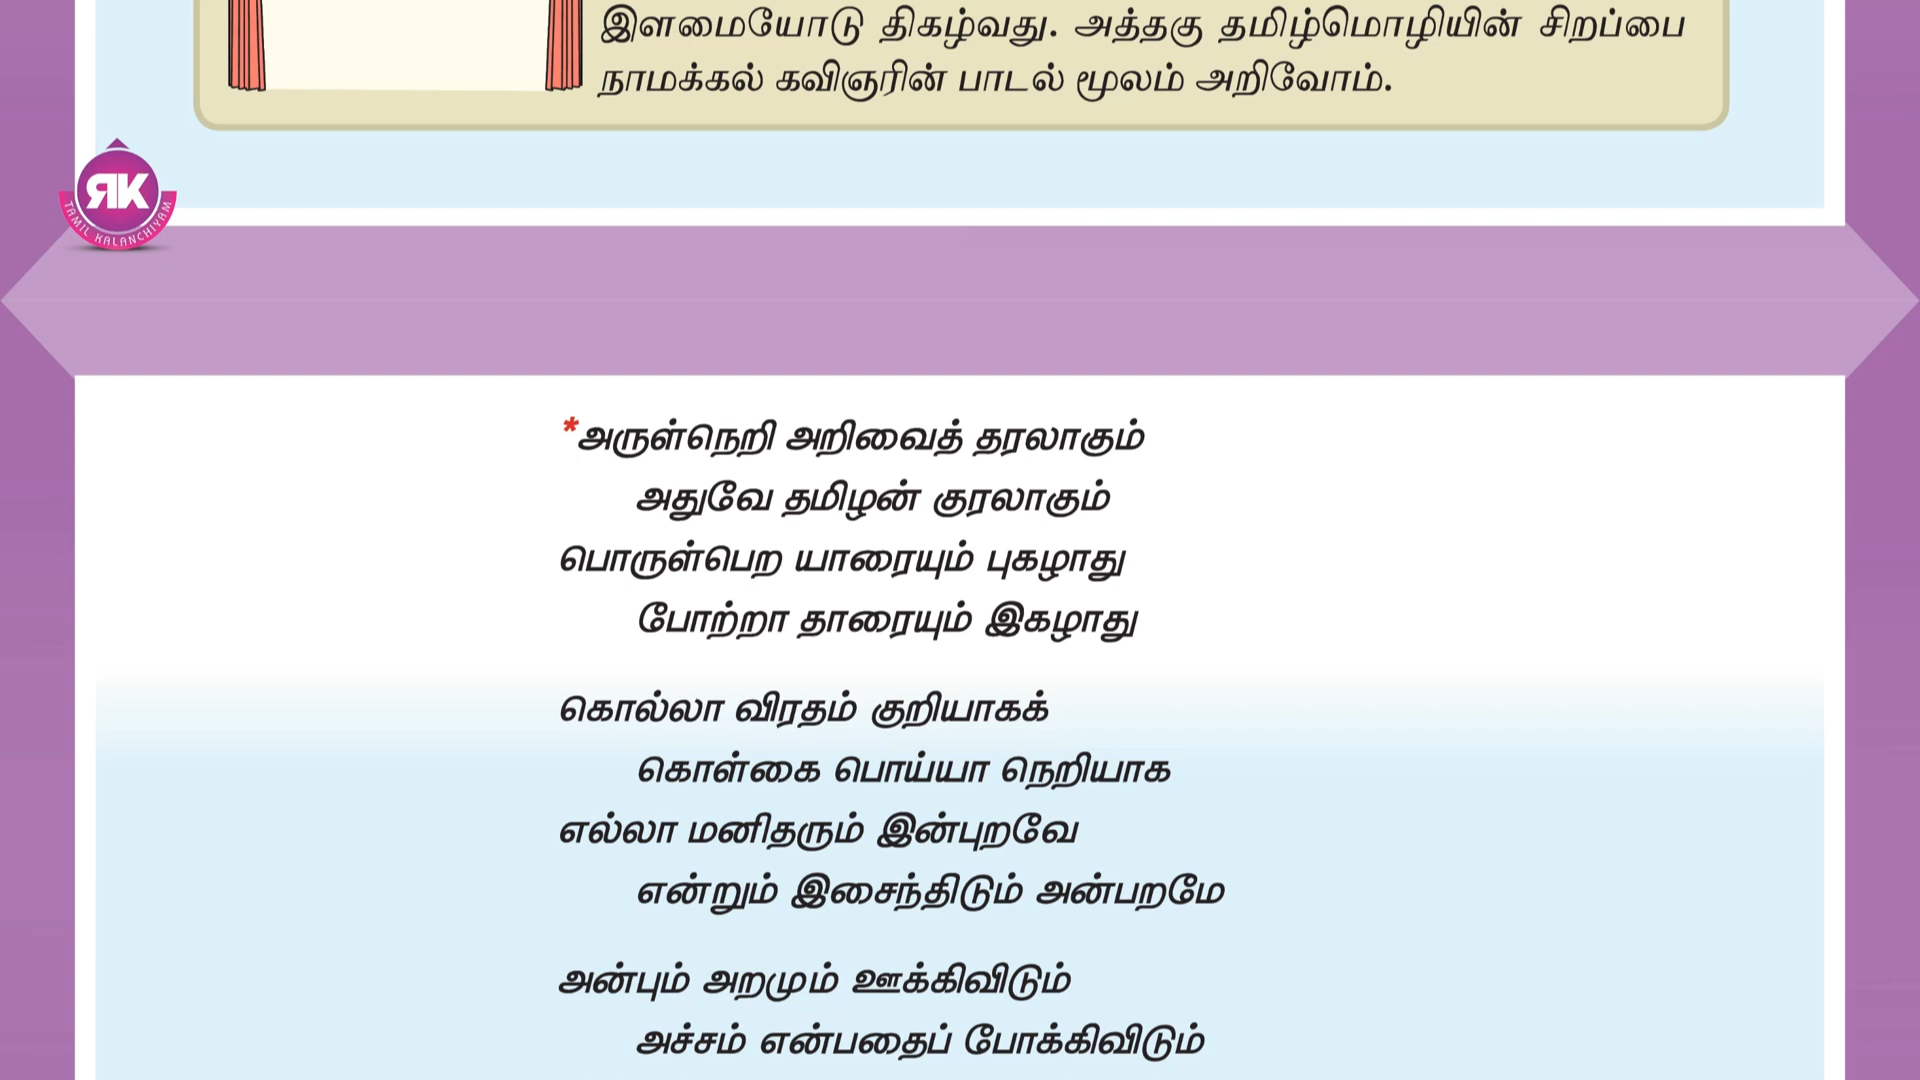 இளமையோடு திகழ்வது. அத்தகு தமிழ்மொழியின் சிறப்பை
நாமக்கல் கவிஞரின் பாடல் மூலம் அறிவோம்.
RK
TAMIL KALANCHIYAM
*அருள்நெறி அறிவைத் தரலாகும்
அதுவே தமிழன் குரலாகும்
பொருள்பெற யாரையும் புகழாது
போற்றா தாரையும் இகழாது
கொல்லா விரதம் குறியாகக்
கொள்கை பொய்யா நெறியாக
எல்லா மனிதரும் இன்புறவே
என்றும் இசைந்திடும் அன்பறமே
அன்பும் அறமும் ஊக்கிவிடும்
அச்சம் என்பதைப் போக்கிவிடும்